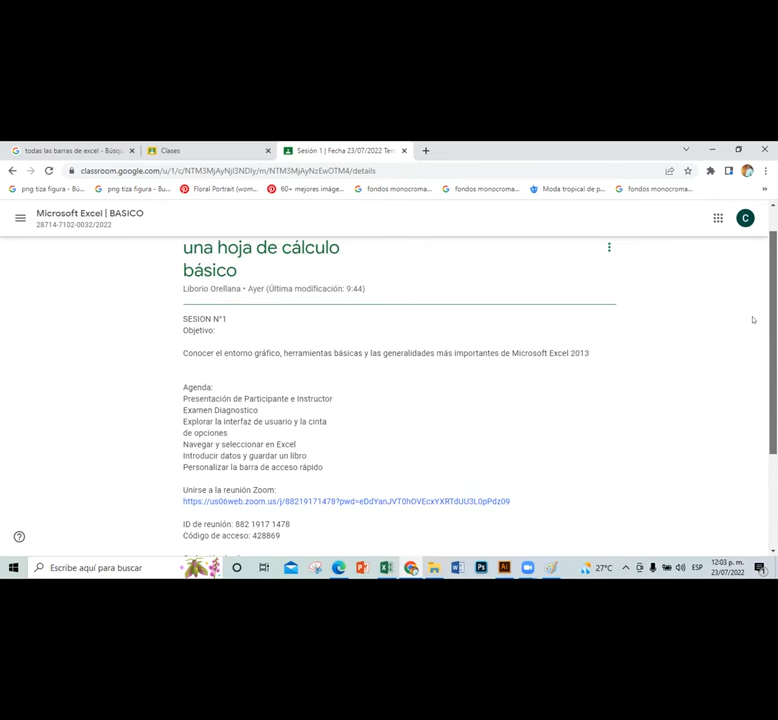 todas las barras de excel - Búsqu
Clases
Sesión 1 | Fecha 23/07/2022 Tem
classroom.google.com/u/1/c/NTM3MjAyNjI3NDIy/m/NTM3MjAyNzEwOTM4/details
png tiza figura - Bú...
png tiza figura - Bú...
Floral Portrait (wom...
60+ mejores imáge...
fondos monocroma...
fondos monocroma...
Moda tropical de p...
fondos monocroma...
Microsoft Excel | BASICO
28714-7102-0032/2022
C
una hoja de cálculo
básico
Liborio Orellana • Ayer (Última modificación: 9:44)
SESION N°1
Objetivo:
Conocer el entorno gráfico, herramientas básicas y las generalidades más importantes de Microsoft Excel 2013
Agenda:
Presentación de Participante e Instructor
Examen Diagnostico
Explorar la interfaz de usuario y la cinta
de opciones
Navegar y seleccionar en Excel
Introducir datos y guardar un libro
Personalizar la barra de acceso rápido
Unirse a la reunión Zoom:
https://us06web.zoom.us/j/88219171478?pwd=eDdYanJVT0hOVEcxYXRTdUU3L0pPdz09
ID de reunión: 882 1917 1478
Código de acceso: 428869
Escribe aquí para buscar
27°C
ESP
12:03 p. m.
23/07/2022